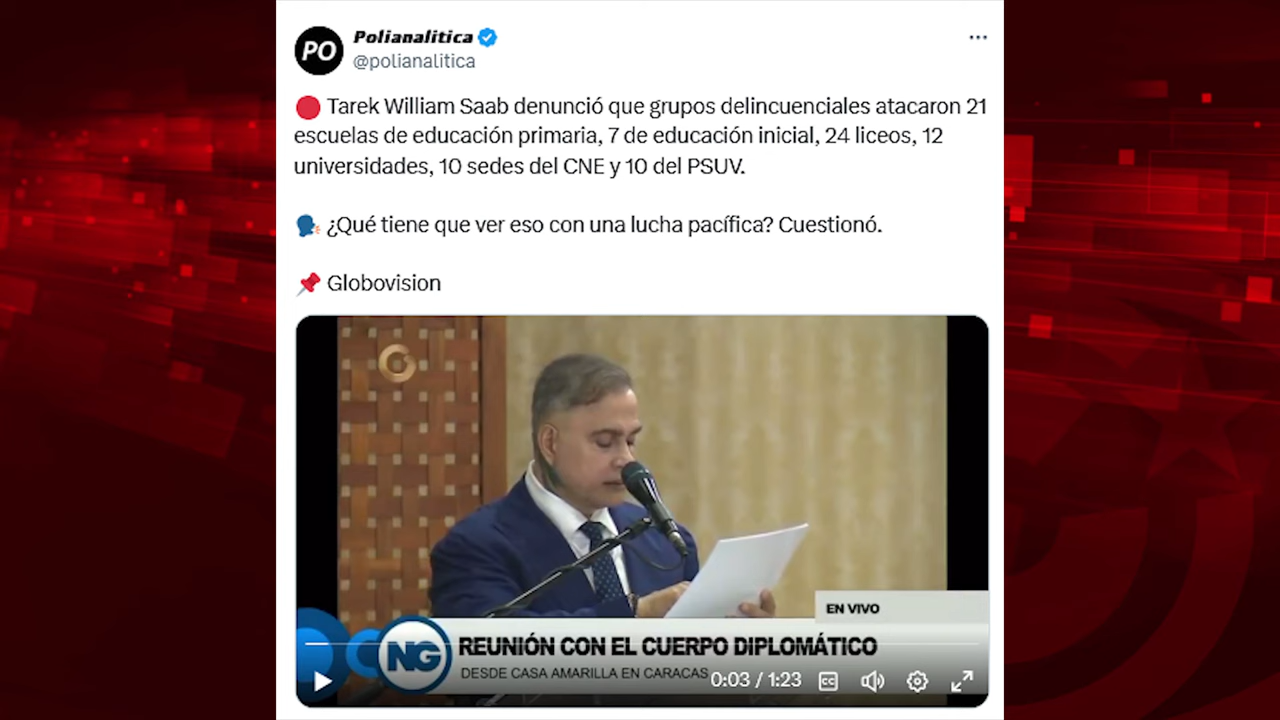 PO
Polianalitica
@polianalitica
Tarek William Saab denunció que grupos delincuenciales atacaron 21
escuelas de educación primaria, 7 de educación inicial, 24 liceos, 12
universidades, 10 sedes del CNE y 10 del PSUV.
¿Qué tiene que ver eso con una lucha pacífica? Cuestionó.
Globovision
EN VIVO
NG
REUNIÓN CON EL CUERPO DIPLOMÁTICO
DESDE CASA AMARILLA EN CARACAS
0:03 / 1:23
CC